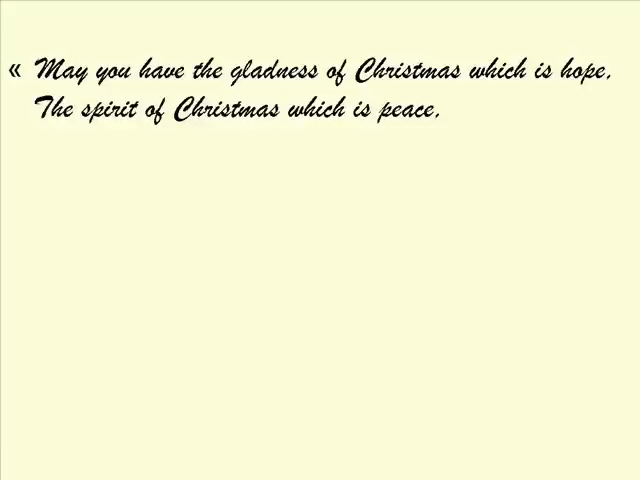 « May you have the gladness of Christmas which is hope.
The spirit of Christmas which is peace.